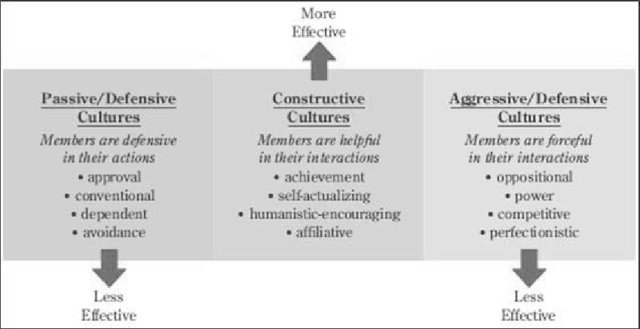 More
Effective
Passive/Defensive
Cultures
Members are defensive
in their actions
• approval
• conventional
• dependent
• avoidance
Constructive
Cultures
Members are helpful
in their interactions
• achievement
• self-actualizing
• humanistic-encouraging
• affiliative
Aggressive/Defensive
Cultures
Members are forceful
in their interactions
• oppositional
• power
• competitive
• perfectionistic
Less
Effective
Less
Effective